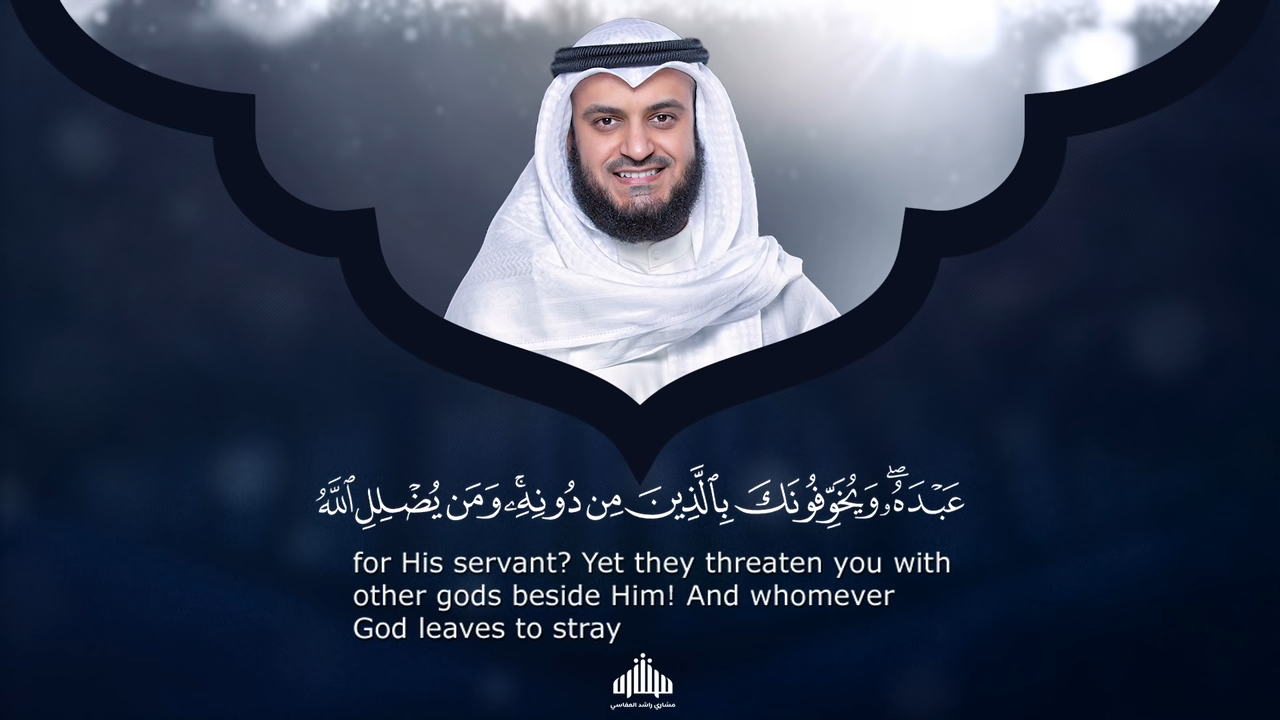 عَبْدَهُۥۖ وَيُخَوِّفُونَكَ بِٱلَّذِينَ مِن دُونِهِۦۚ وَمَن يُضْلِلِ ٱللَّهُ
for His servant? Yet they threaten you with
other gods beside Him! And whomever
God leaves to stray
مشاري راشد العفاسي